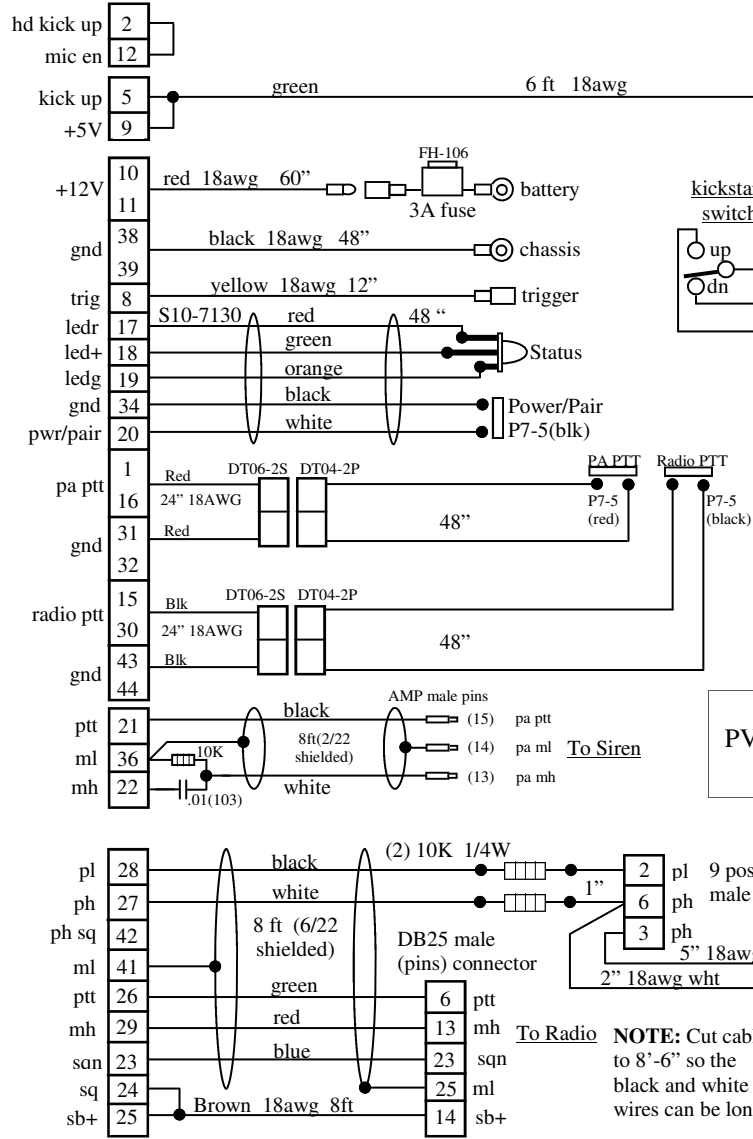 hd kick up 2
mic en 12
kick up 5 green 6 ft 18awg
+5V 9
FH-106
10
+12V red 18awg 60” battery
11 3A fuse
kickstar
switch
38
gnd black 18awg 48” chassis
39
up
dn
trig 8 yellow 18awg 12” trigger
ledr 17 S10-7130 red 48 “
led+ 18 green Status
ledg 19 orange
gnd 34 black Power/Pair
pwr/pair 20 white P7-5(blk)
PA PTT Radio PTT
1 Red DT06-2S DT04-2P
pa ptt
16 24” 18AWG
P7-5 (red)
P7-5 (black)
31 Red 48”
gnd
32
15 Blk DT06-2S DT04-2P
radio ptt
30 24” 18AWG
48”
43 Blk
gnd
44
AMP male pins
ptt 21 black (15) pa ptt
8ft(2/22 shielded)
ml 36 10K (14) pa ml To Siren
mh 22 .01(103) white (13) pa mh
PV
(2) 10K 1/4W
pl 28 black 2 pl 9 pos
ph 27 white 1” 6 ph male
ph sq 42 8 ft (6/22 3 ph
shielded)
5” 18awg
2” 18awg wht
ml 41
DB25 male
(pins) connector
ptt 26 green 6 ptt
mh 29 red 13 mh To Radio
sqn 23 blue 23 sqn
sq 24 25 ml
sb+ 25 Brown 18awg 8ft 14 sb+
NOTE: Cut cab
to 8’-6” so the
black and white
wires can be lon